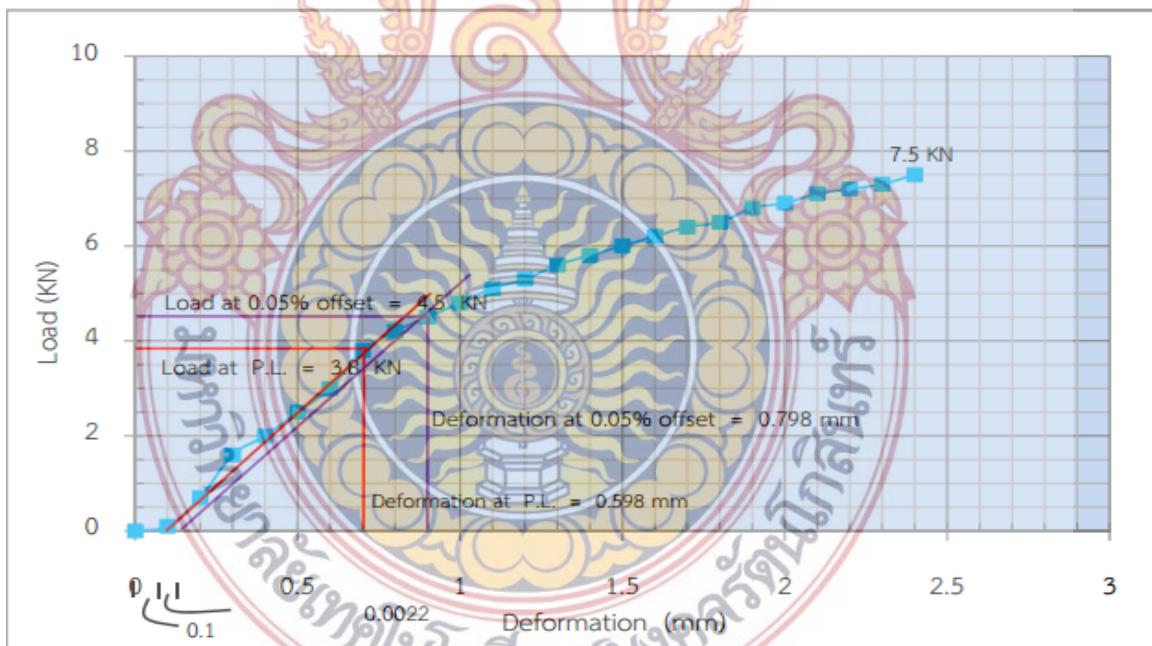 10
8
6
4
2
0
Load (KN)
7.5 KN
Load at 0.05% offset = 4.5 KN
Load at P.L. = 3.8 KN
Deformation at 0.05% offset = 0.798 mm
Deformation at P.L. = 0.598 mm
0 0.5 1 1.5 2 2.5 3
0.1
0.0022
Deformation (mm)